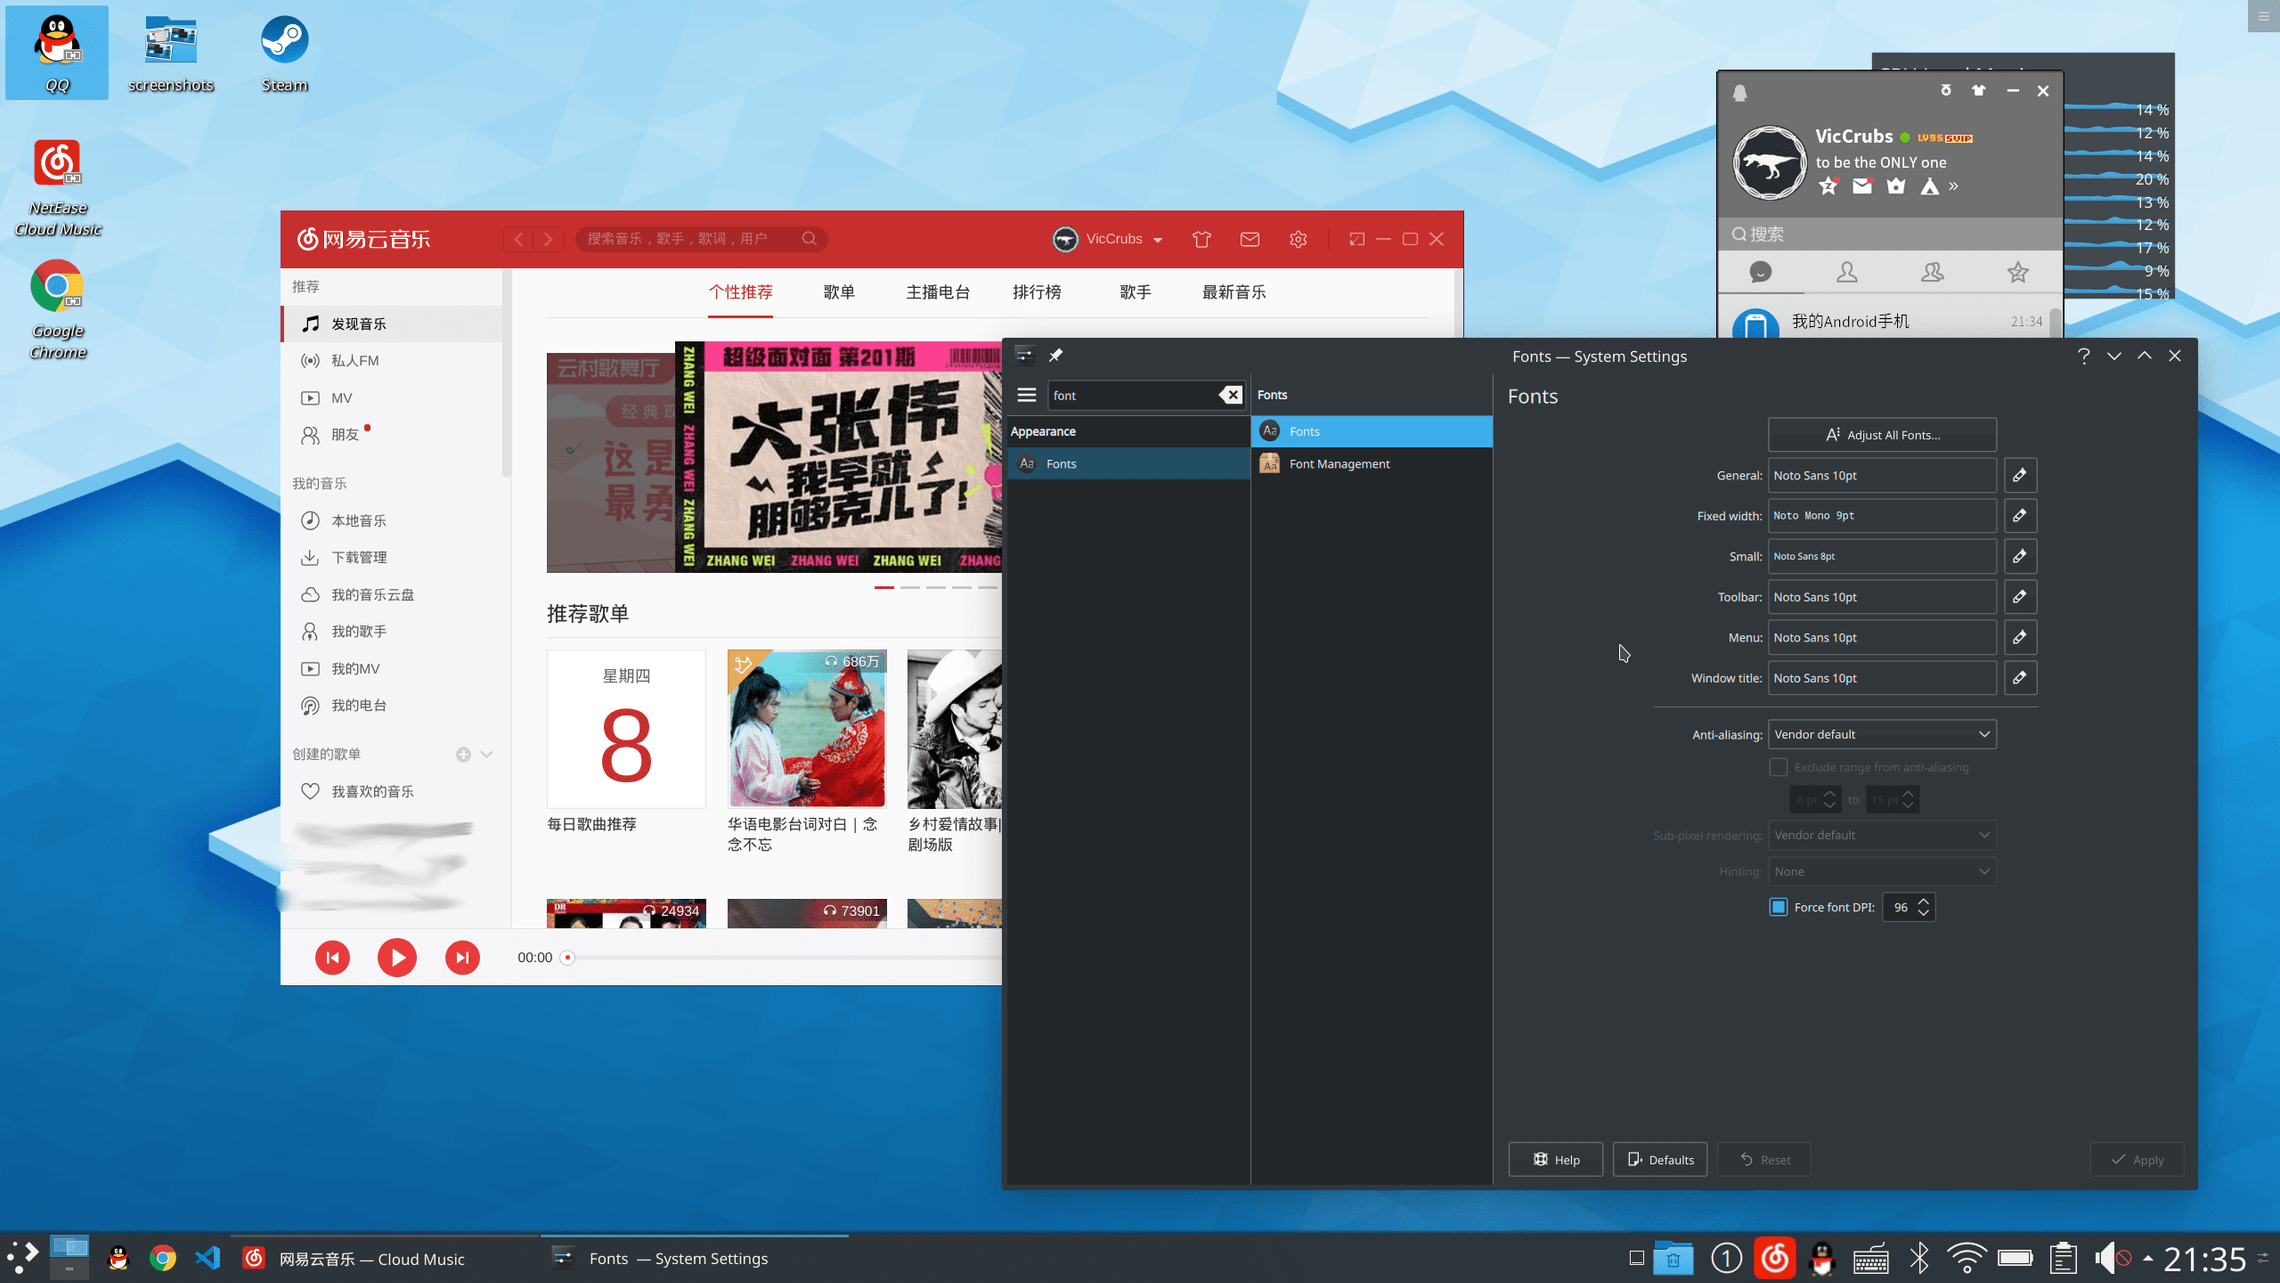 QQ
screenshots
Steam
NetEase
Cloud Music
Google
Chrome
网易云音乐
搜索音乐，歌手，歌词，用户
VicCrubs
推荐
发现音乐
私人FM
MV
朋友
我的音乐
本地音乐
下载管理
我的音乐云盘
我的歌手
我的MV
我的电台
创建的歌单
我喜欢的音乐
个性推荐
歌单
主播电台
排行榜
歌手
最新音乐
云村歌舞厅
这是
最勇
超级面对面 第201期
ZHANG WEI
ZHANG WEI
ZHANG WEI
大张伟
我早就
朋够克儿了!
ZHANG WEI ZHANG WEI ZHANG WEI ZHANG
推荐歌单
星期四
8
每日歌曲推荐
686万
华语电影台词对白 | 念
念不忘
乡村爱情故事|
剧场版
24934
73901
00:00
14 %
12 %
14 %
20 %
13 %
12 %
17 %
9 %
15 %
VicCrubs
LV35 SVIP
to be the ONLY one
搜索
我的Android手机
21:34
Fonts — System Settings
font
Appearance
Fonts
Fonts
Fonts
Font Management
Fonts
Adjust All Fonts...
General: Noto Sans 10pt
Fixed width: Noto Mono 9pt
Small: Noto Sans 8pt
Toolbar: Noto Sans 10pt
Menu: Noto Sans 10pt
Window title: Noto Sans 10pt
Anti-aliasing: Vendor default
Exclude range from anti-aliasing
8 pt to 15 pt
Sub-pixel rendering: Vendor default
Hinting: None
Force font DPI: 96
Help
Defaults
Reset
Apply
网易云音乐 — Cloud Music
Fonts — System Settings
1
21:35